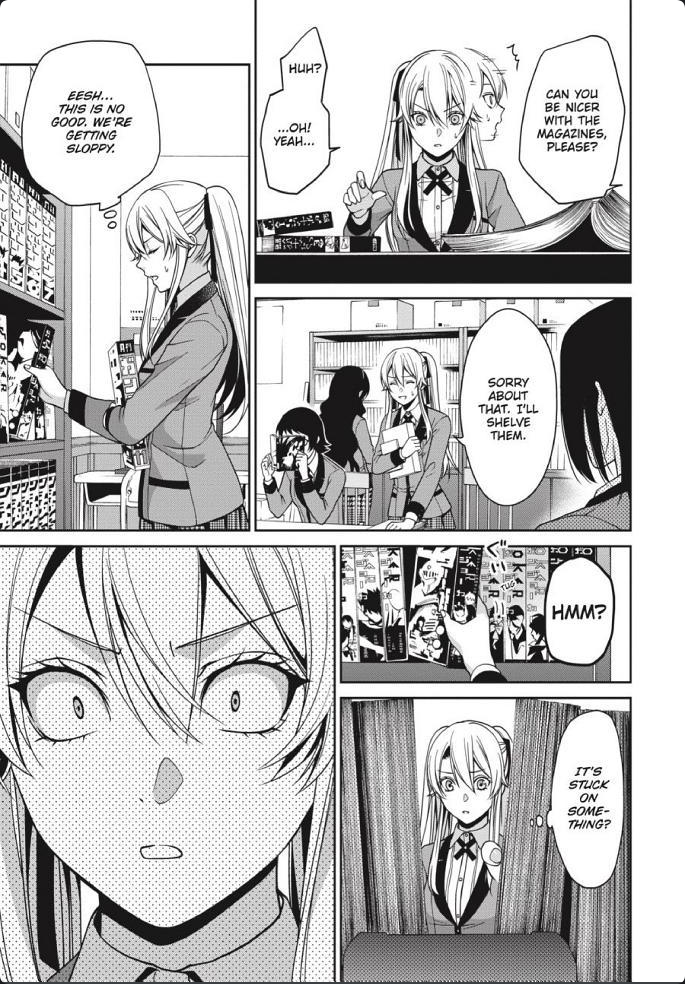 CAN YOU
BE NICER
WITH THE
MAGAZINES,
PLEASE?
HUH?
...OH!
YEAH...
EESH...
THIS IS NO
GOOD. WE'RE
GETTING
SLOPPY.
SORRY
ABOUT
THAT. I'LL
SHELVE
THEM.
HMM?
TUG
IT'S
STUCK
ON
SOME-
THING?